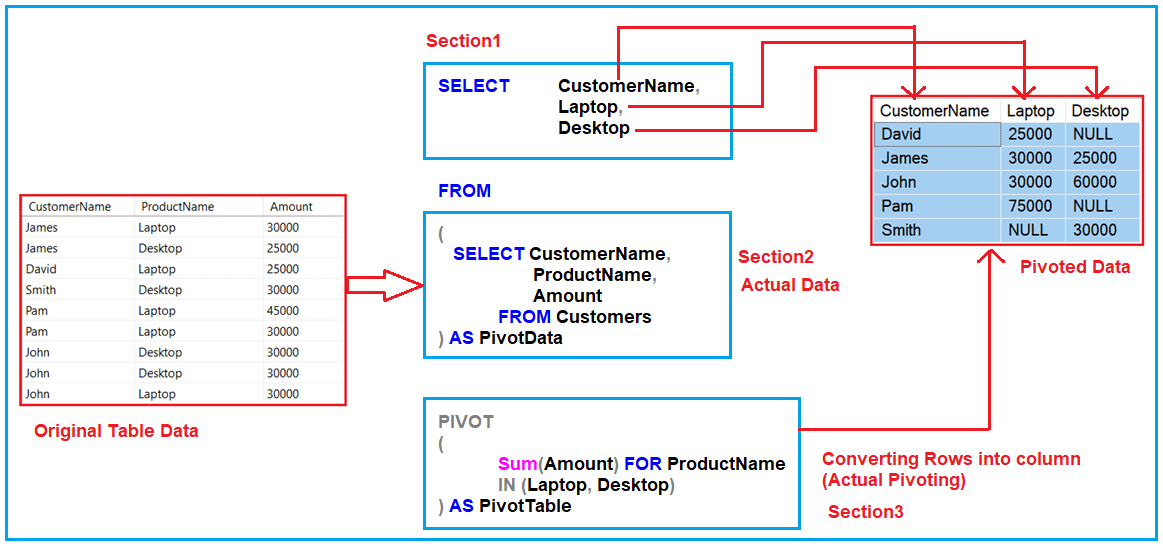 Section1
SELECT CustomerName,
Laptop,
Desktop
CustomerName Laptop Desktop
David 25000 NULL
James 30000 25000
John 30000 60000
Pam 75000 NULL
Smith NULL 30000
Pivoted Data
FROM
CustomerName ProductName Amount
James Laptop 30000
James Desktop 25000
David Laptop 25000
Smith Desktop 30000
Pam Laptop 45000
Pam Laptop 30000
John Desktop 30000
John Desktop 30000
John Laptop 30000
Original Table Data
(
SELECT CustomerName,
ProductName,
Amount
FROM Customers
) AS PivotData
Section2
Actual Data
PIVOT
(
Sum(Amount) FOR ProductName
IN (Laptop, Desktop)
) AS PivotTable
Converting Rows into column
(Actual Pivoting)
Section3